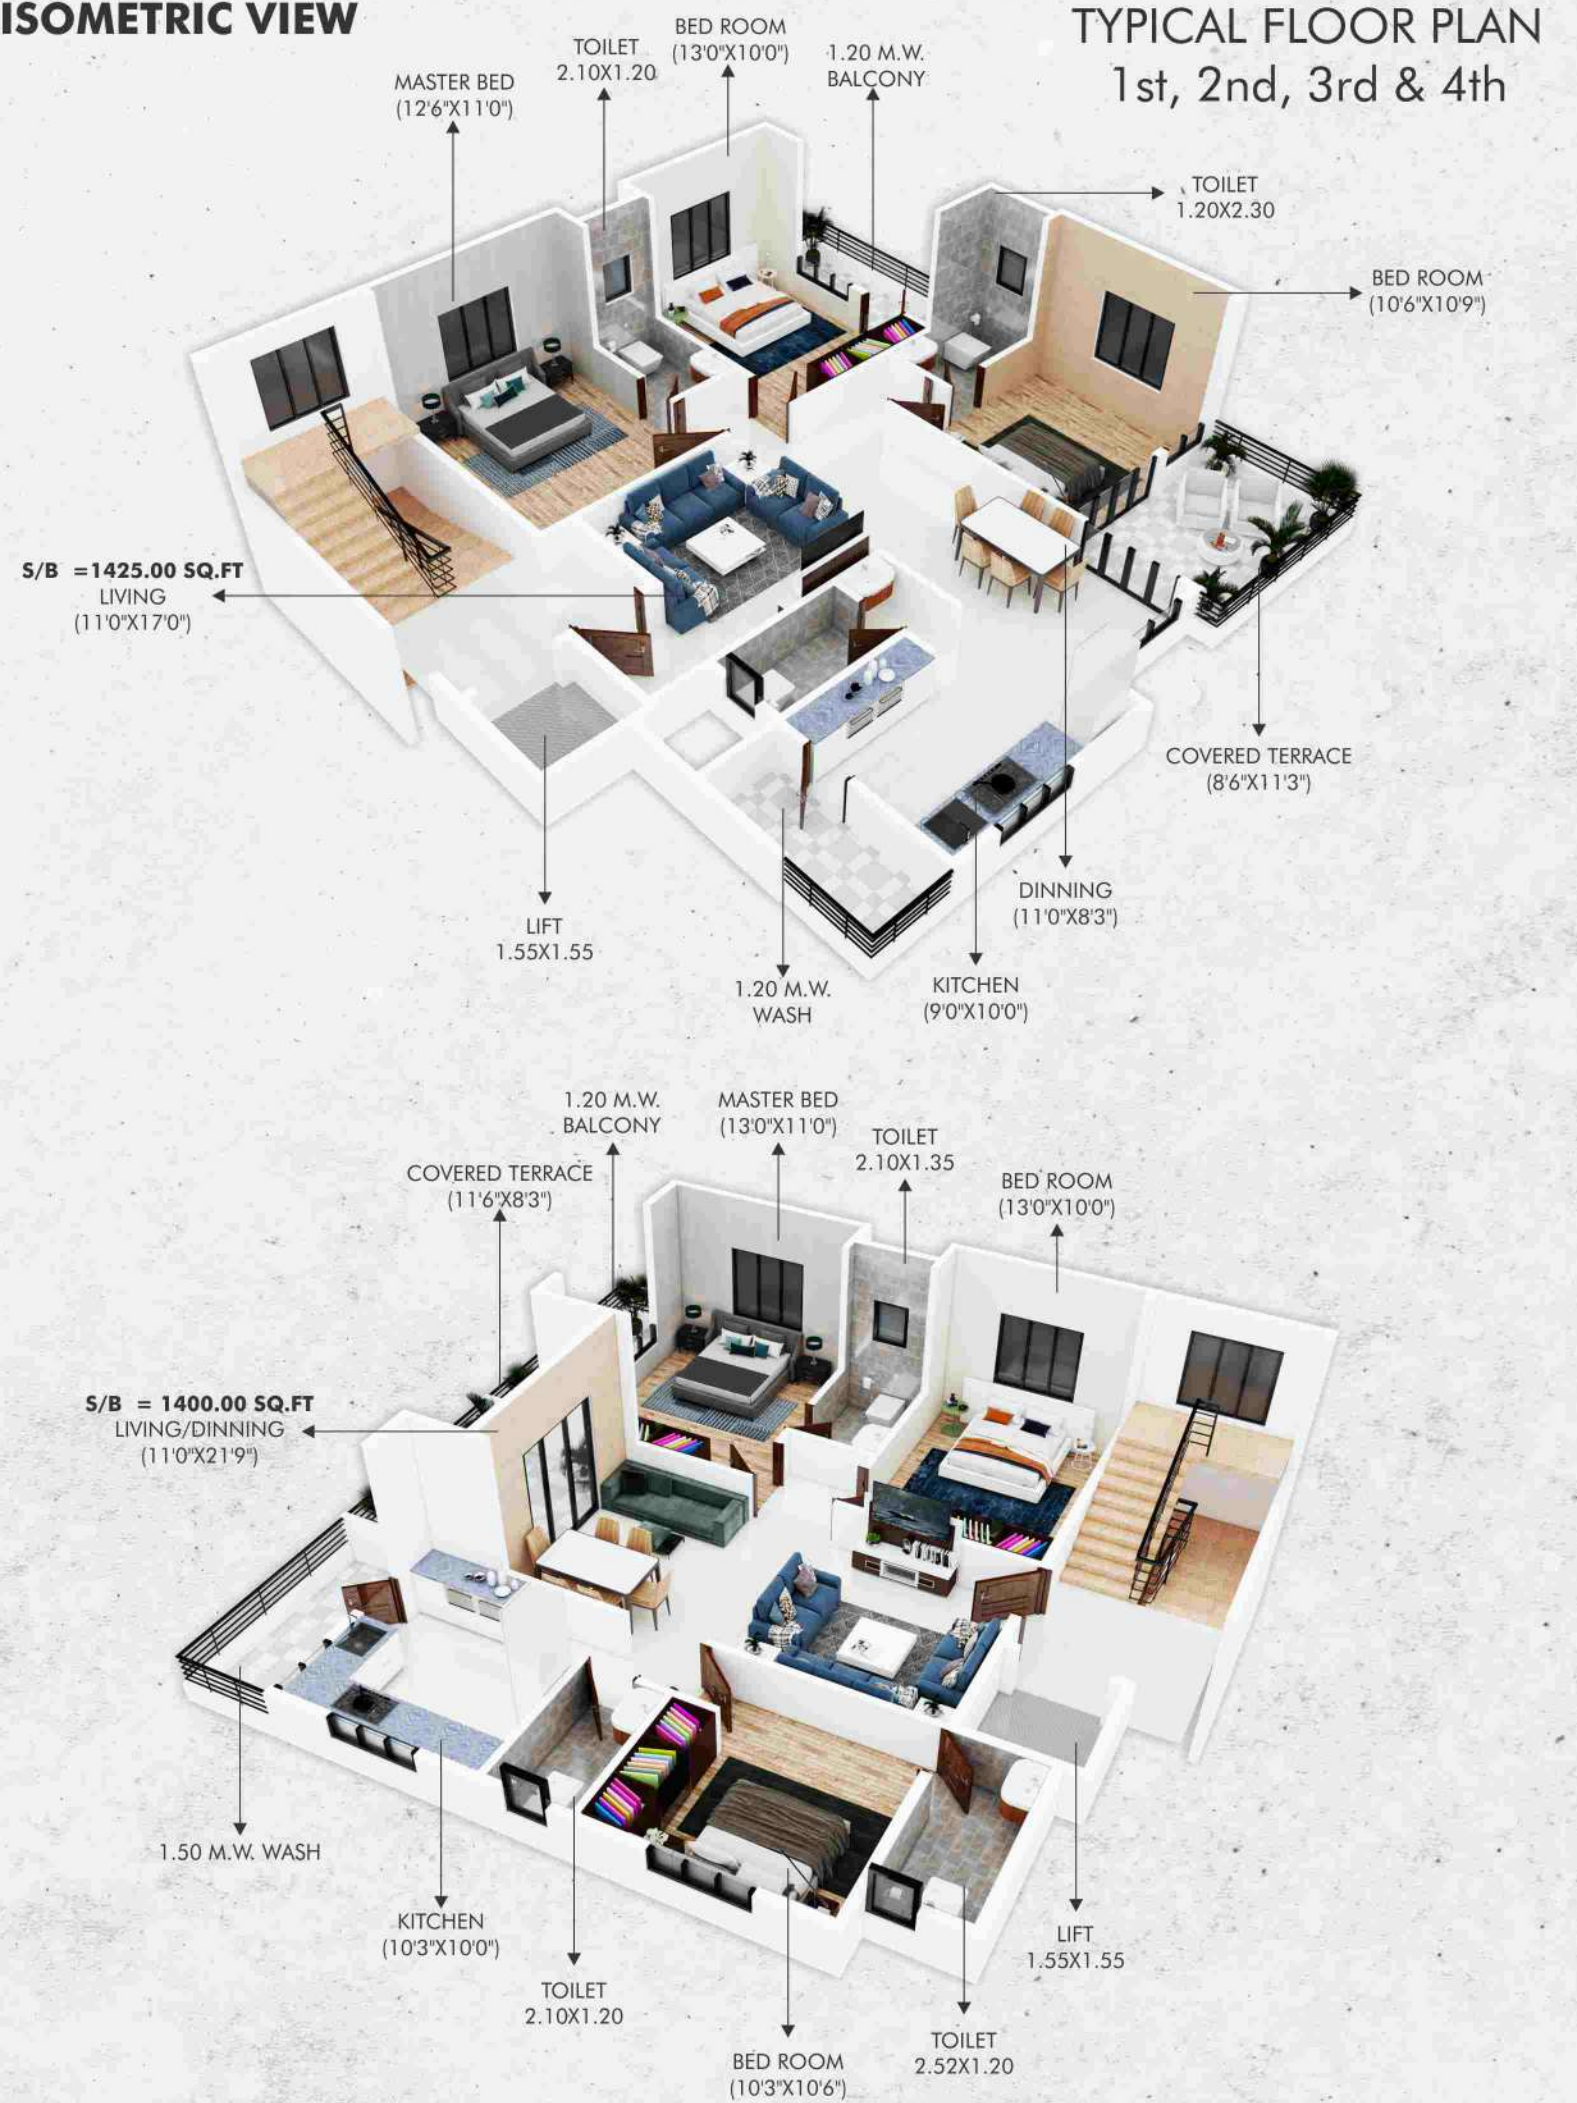 ISOMETRIC VIEW
TYPICAL FLOOR PLAN
1st, 2nd, 3rd & 4th
BED ROOM
(13'0"X10'0")
TOILET
2.10X1.20
1.20 M.W.
BALCONY
MASTER BED
(12'6"X11'0")
TOILET
1.20X2.30
BED ROOM
(10'6"X10'9")
S/B =1425.00 SQ.FT
LIVING
(11'0"X17'0")
COVERED TERRACE
(8'6"X11'3")
DINNING
(11'0"X8'3")
LIFT
1.55X1.55
1.20 M.W.
WASH
KITCHEN
(9'0"X10'0")
1.20 M.W.
BALCONY
MASTER BED
(13'0"X11'0")
TOILET
2.10X1.35
COVERED TERRACE
(11'6"X8'3")
BED ROOM
(13'0"X10'0")
S/B = 1400.00 SQ.FT
LIVING/DINNING
(11'0"X21'9")
1.50 M.W. WASH
KITCHEN
(10'3"X10'0")
LIFT
1.55X1.55
TOILET
2.10X1.20
TOILET
2.52X1.20
BED ROOM
(10'3"X10'6")